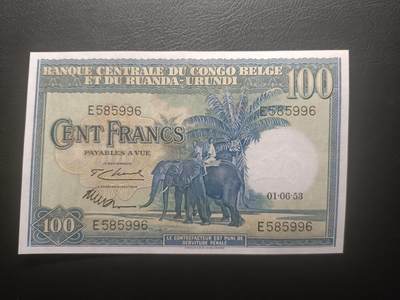 BANQUE CENTRALE DU CONGO BELGE
ET DU RUANDA-URUNDI
100
E585996
E585996
CENT FRANCS
PAYABLES A VUE
01-06-53
E585996
E585996
100
LE CONTREFACTEUR EST PUNI DE
SERVITUDE PÉNALE